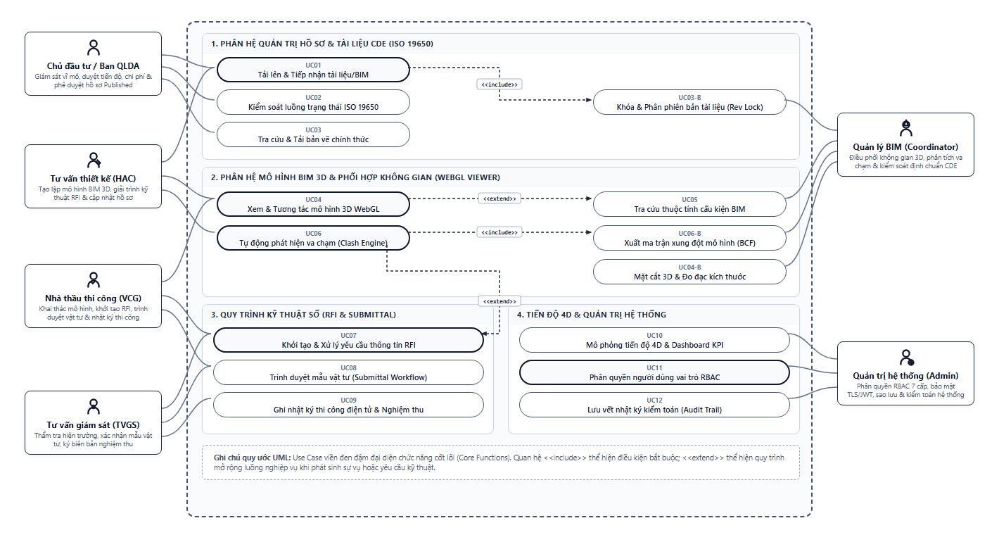 Chủ đầu tư / Ban QLDA
Giám sát vĩ mô, duyệt tiến độ, chi phí &
phê duyệt hồ sơ Published
Tư vấn thiết kế (HAC)
Tạo lập mô hình BIM 3D, giải trình kỹ
thuật RFI & cập nhật hồ sơ
Nhà thầu thi công (VCG)
Khai thác mô hình, khởi tạo RFI, trình
duyệt vật tư & nhật ký thi công
Tư vấn giám sát (TVGS)
Thẩm tra hiện trường, xác nhận mẫu vật
tư, ký biên bản nghiệm thu
1. PHÂN HỆ QUẢN TRỊ HỒ SƠ & TÀI LIỆU CDE (ISO 19650)
UC01
Tải lên & Tiếp nhận tài liệu/BIM
<<include>>
UC02
Kiểm soát luồng trạng thái ISO 19650
UC03-B
Khóa & Phân phiên bản tài liệu (Rev Lock)
UC03
Tra cứu & Tải bản vẽ chính thức
2. PHÂN HỆ MÔ HÌNH BIM 3D & PHỐI HỢP KHÔNG GIAN (WEBGL VIEWER)
UC04
Xem & Tương tác mô hình 3D WebGL
<<extend>>
UC05
Tra cứu thuộc tính cấu kiện BIM
UC06
Tự động phát hiện va chạm (Clash Engine)
<<include>>
UC06-B
Xuất ma trận xung đột mô hình (BCF)
UC04-B
Mặt cắt 3D & Đo đạc kích thước
<<extend>>
3. QUY TRÌNH KỸ THUẬT SỐ (RFI & SUBMITTAL)
UC07
Khởi tạo & Xử lý yêu cầu thông tin RFI
UC08
Trình duyệt mẫu vật tư (Submittal Workflow)
UC09
Ghi nhật ký thi công điện tử & Nghiệm thu
4. TIẾN ĐỘ 4D & QUẢN TRỊ HỆ THỐNG
UC10
Mô phỏng tiến độ 4D & Dashboard KPI
UC11
Phân quyền người dùng vai trò RBAC
UC12
Lưu vết nhật ký kiểm toán (Audit Trail)
Ghi chú quy ước UML: Use Case viền đen đậm đại diện chức năng cốt lõi (Core Functions). Quan hệ <<include>> thể hiện điều kiện bắt buộc; <<extend>> thể hiện quy trình
mở rộng luồng nghiệp vụ khi phát sinh sự vụ hoặc yêu cầu kỹ thuật.
Quản lý BIM (Coordinator)
Điều phối không gian 3D, phân tích va
chạm & kiểm soát định chuẩn CDE
Quản trị hệ thống (Admin)
Phân quyền RBAC 7 cấp, bảo mật
TLS/JWT, sao lưu & kiểm toán hệ thống